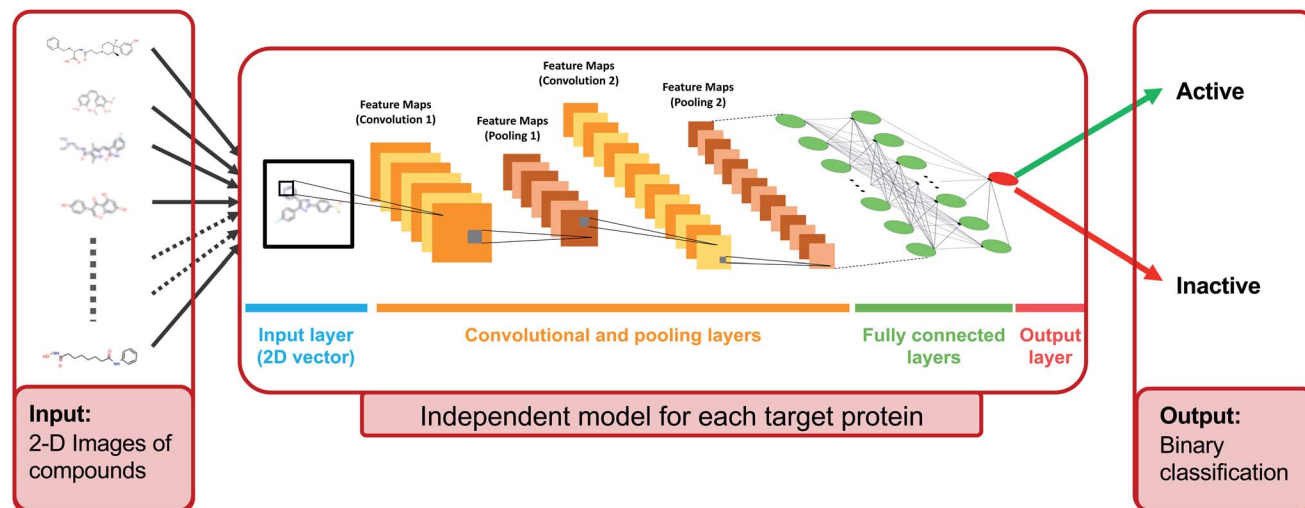 Input:
2-D Images of
compounds
Feature Maps
(Convolution 1)
Feature Maps
(Pooling 1)
Feature Maps
(Convolution 2)
Feature Maps
(Pooling 2)
Input layer
(2D vector)
Convolutional and pooling layers
Fully connected
layers
Output
layer
Independent model for each target protein
Active
Inactive
Output:
Binary
classification